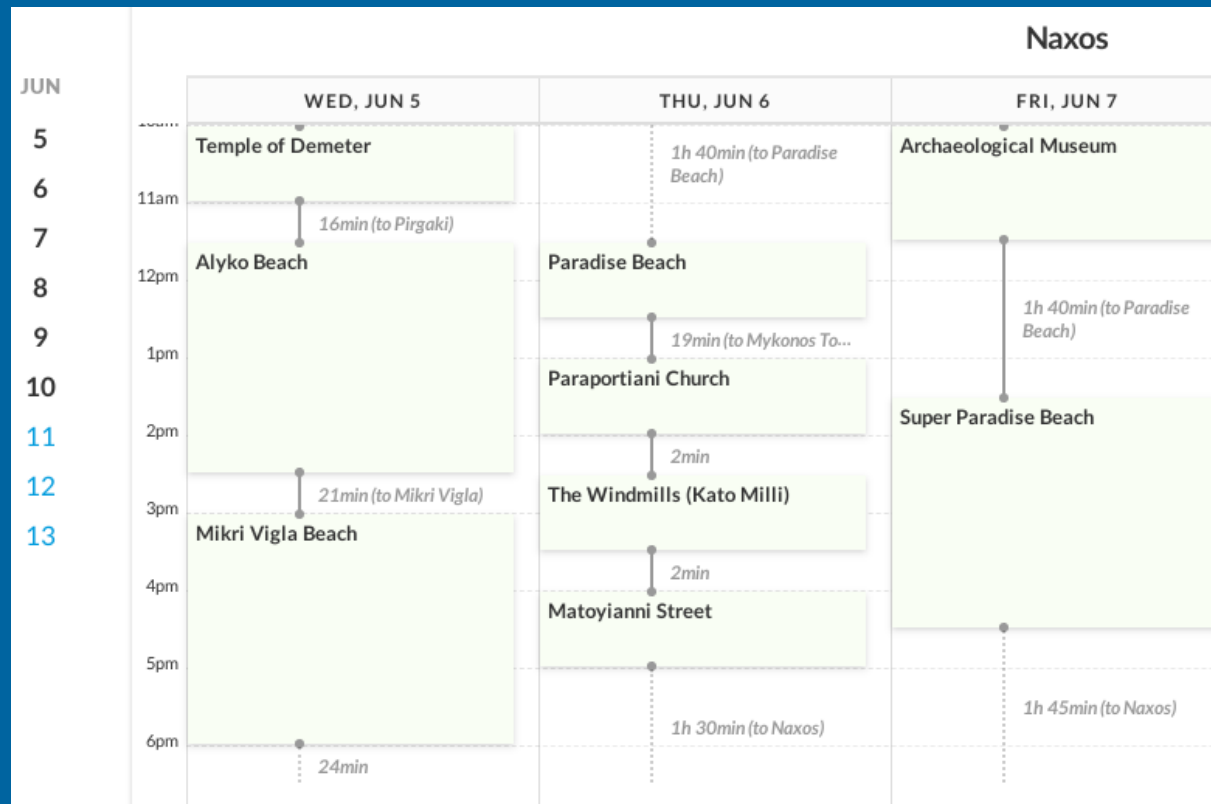 Naxos
JUN
WED, JUN 5
THU, JUN 6
FRI, JUN 7
5
6
7
8
9
10
11
12
13
10am
11am
12pm
1pm
2pm
3pm
4pm
5pm
6pm
Temple of Demeter
16min (to Pirgaki)
Alyko Beach
21min (to Mikri Vigla)
Mikri Vigla Beach
24min
1h 40min (to Paradise
Beach)
Paradise Beach
19min (to Mykonos To...
Paraportiani Church
2min
The Windmills (Kato Milli)
2min
Matoyianni Street
1h 30min (to Naxos)
Archaeological Museum
1h 40min (to Paradise
Beach)
Super Paradise Beach
1h 45min (to Naxos)